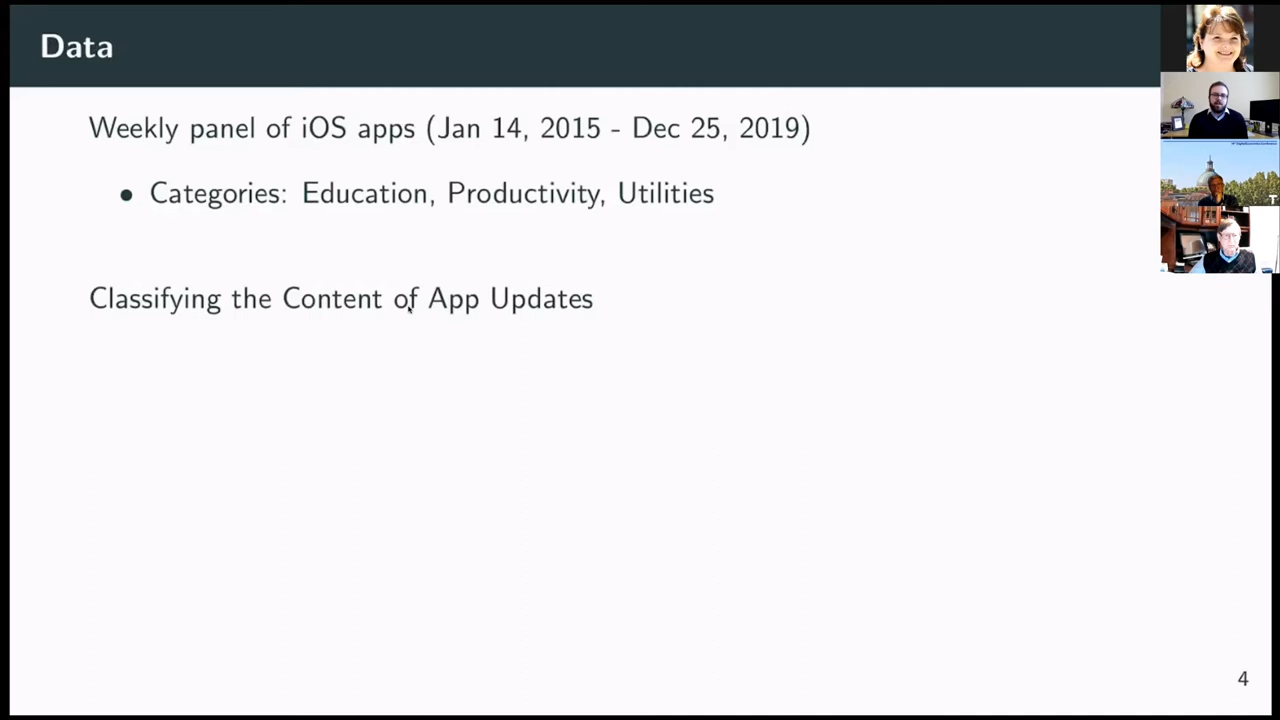 Data
Weekly panel of iOS apps (Jan 14, 2015 - Dec 25, 2019)
• Categories: Education, Productivity, Utilities
Classifying the Content of App Updates
4